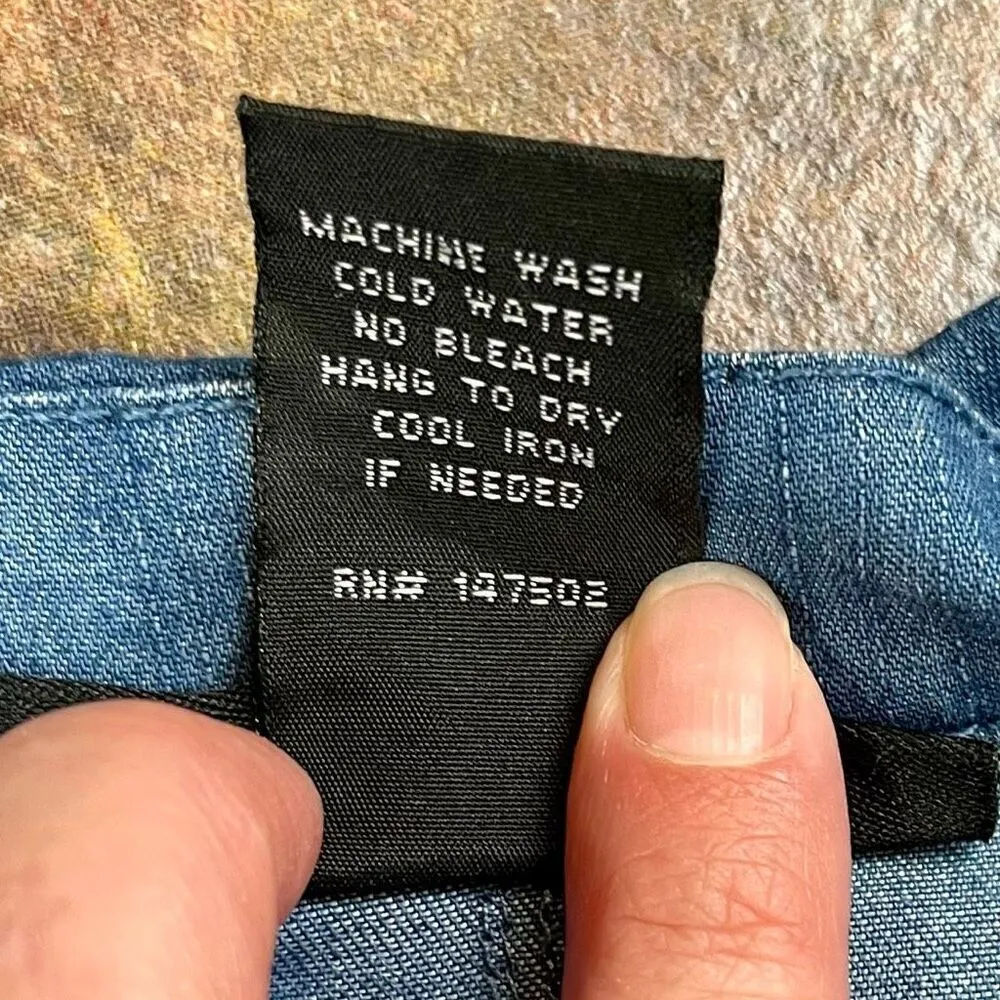 MACHINE WASH
COLD WATER
NO BLEACH
HANG TO DRY
COOL IRON
IF NEEDED
RN# 147502